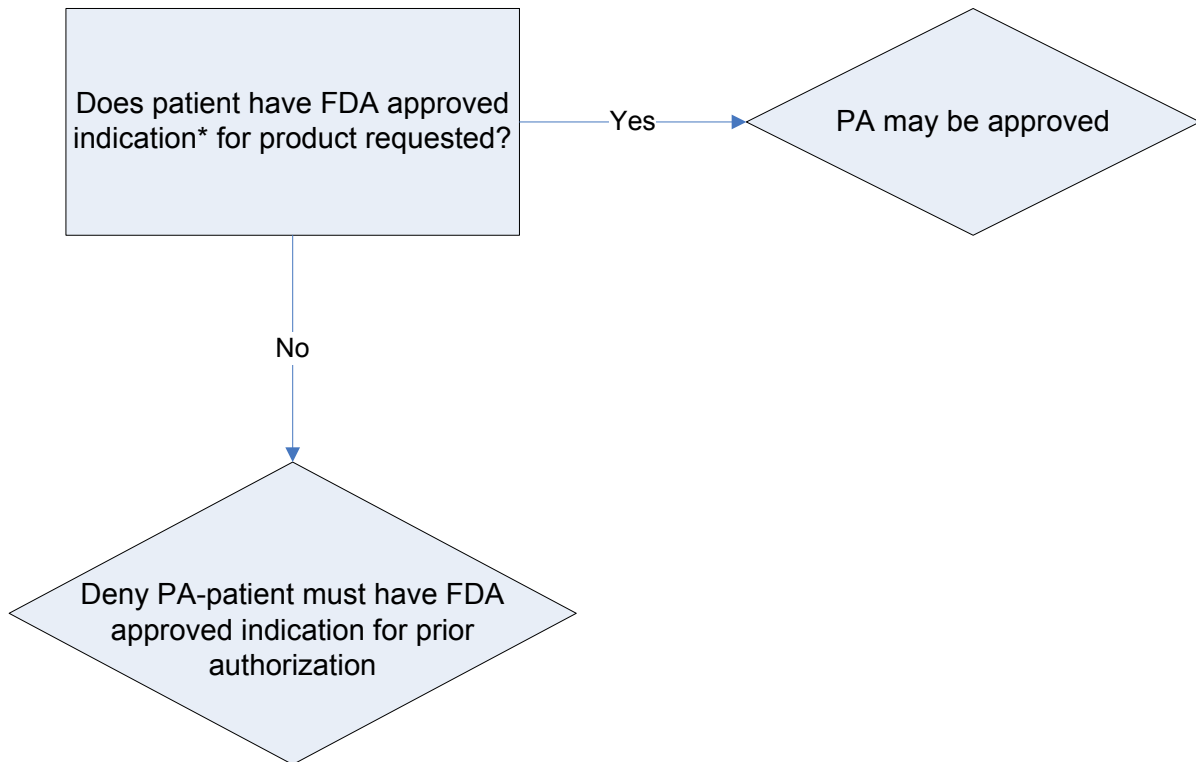 Does patient have FDA approved
indication* for product requested?
Yes
PA may be approved
No
Deny PA-patient must have FDA
approved indication for prior
authorization